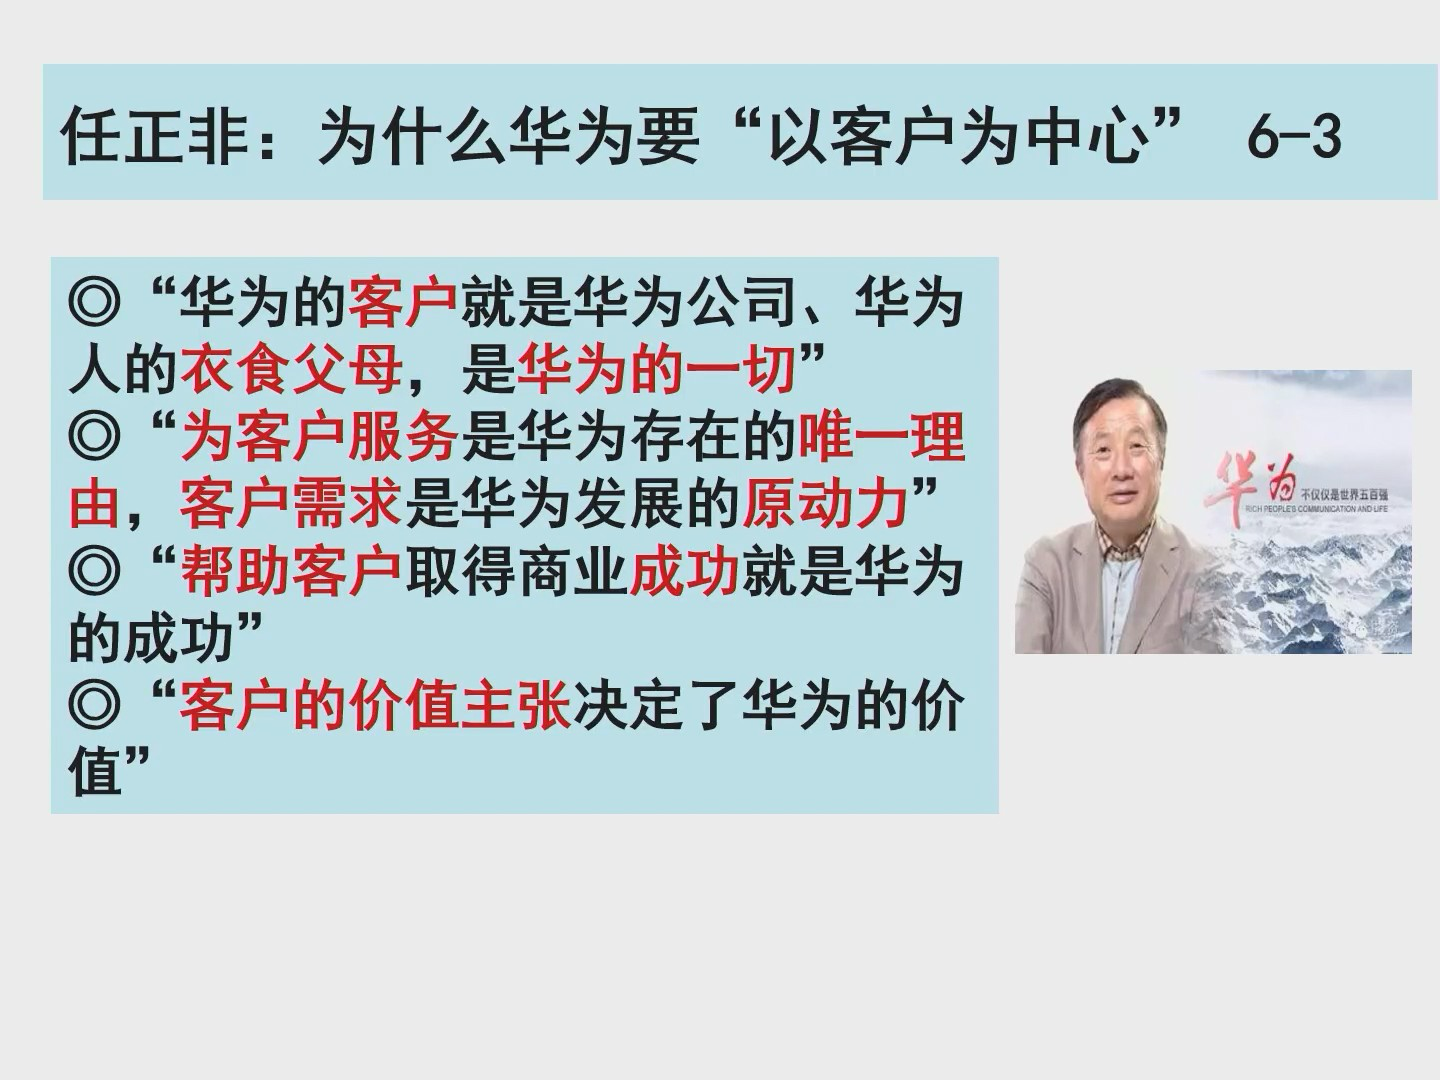 任正非：为什么华为要“以客户为中心” 6-3
◎“华为的客户就是华为公司、华为
人的衣食父母，是华为的一切”
◎“为客户服务是华为存在的唯一理
由，客户需求是华为发展的原动力”
◎“帮助客户取得商业成功就是华为
的成功”
◎“客户的价值主张决定了华为的价
值”
华为 不仅仅是世界五百强
RICH PEOPLE'S COMMUNICATION AND LIFE